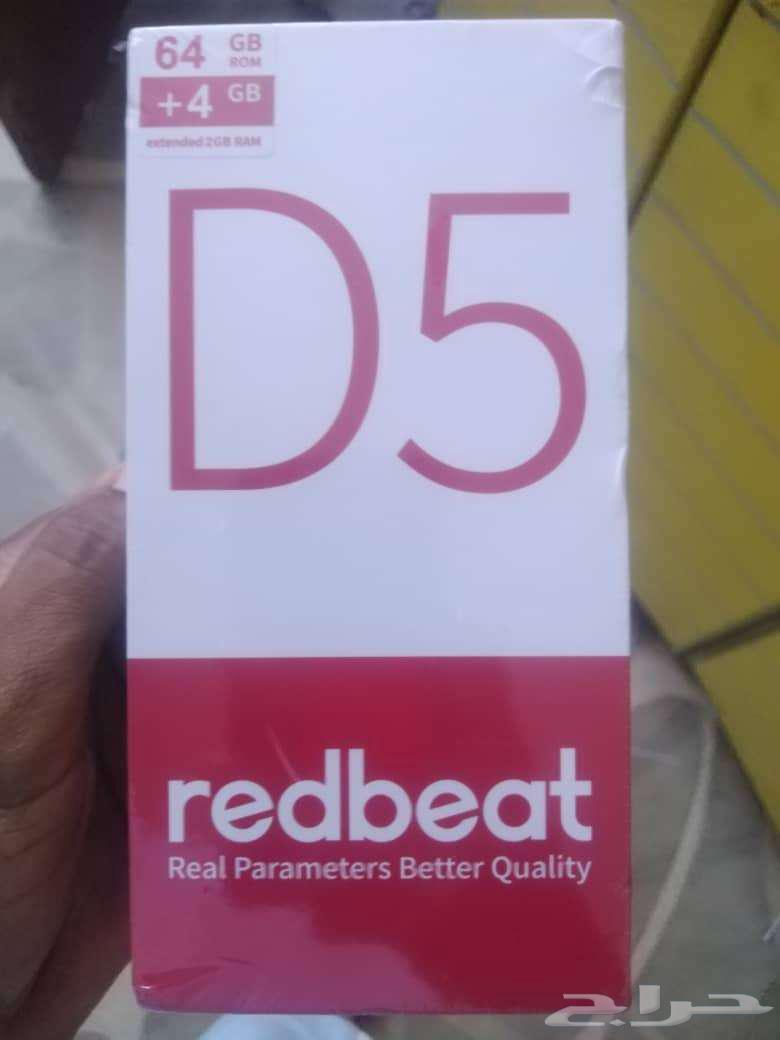 64 GB ROM
+4 GB
extended 2GB RAM
D5
redbeat
Real Parameters Better Quality
حراج